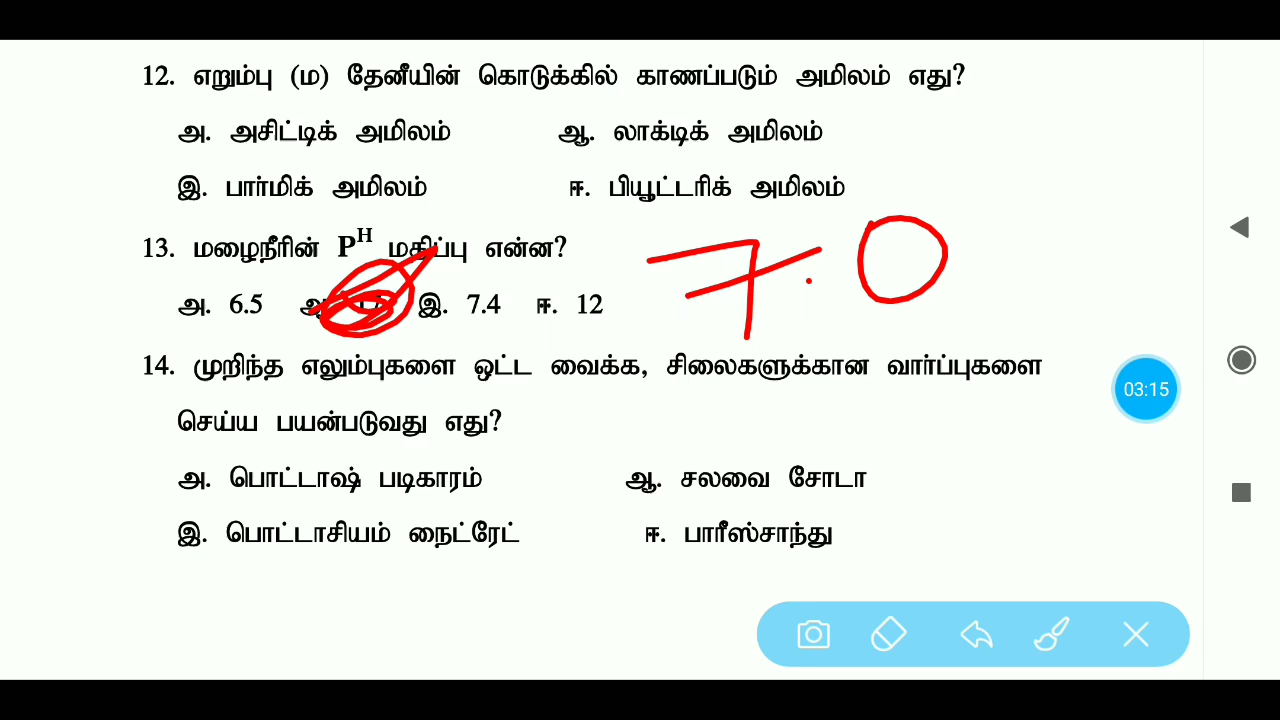 12. எறும்பு (ம) தேனீயின் கொடுக்கில் காணப்படும் அமிலம் எது?
அ. அசிட்டிக் அமிலம் ஆ. லாக்டிக் அமிலம்
இ. பார்மிக் அமிலம் ஈ. பியூட்டரிக் அமிலம்
13. மழைநீரின் P^H மதிப்பு என்ன? 7.0
அ. 6.5 இ. 7.4 ஈ. 12
14. முறிந்த எலும்புகளை ஒட்ட வைக்க, சிலைகளுக்கான வார்ப்புகளை
செய்ய பயன்படுவது எது?
அ. பொட்டாஷ் படிகாரம் ஆ. சலவை சோடா
இ. பொட்டாசியம் நைட்ரேட் ஈ. பாரீஸ்சாந்து
03:15